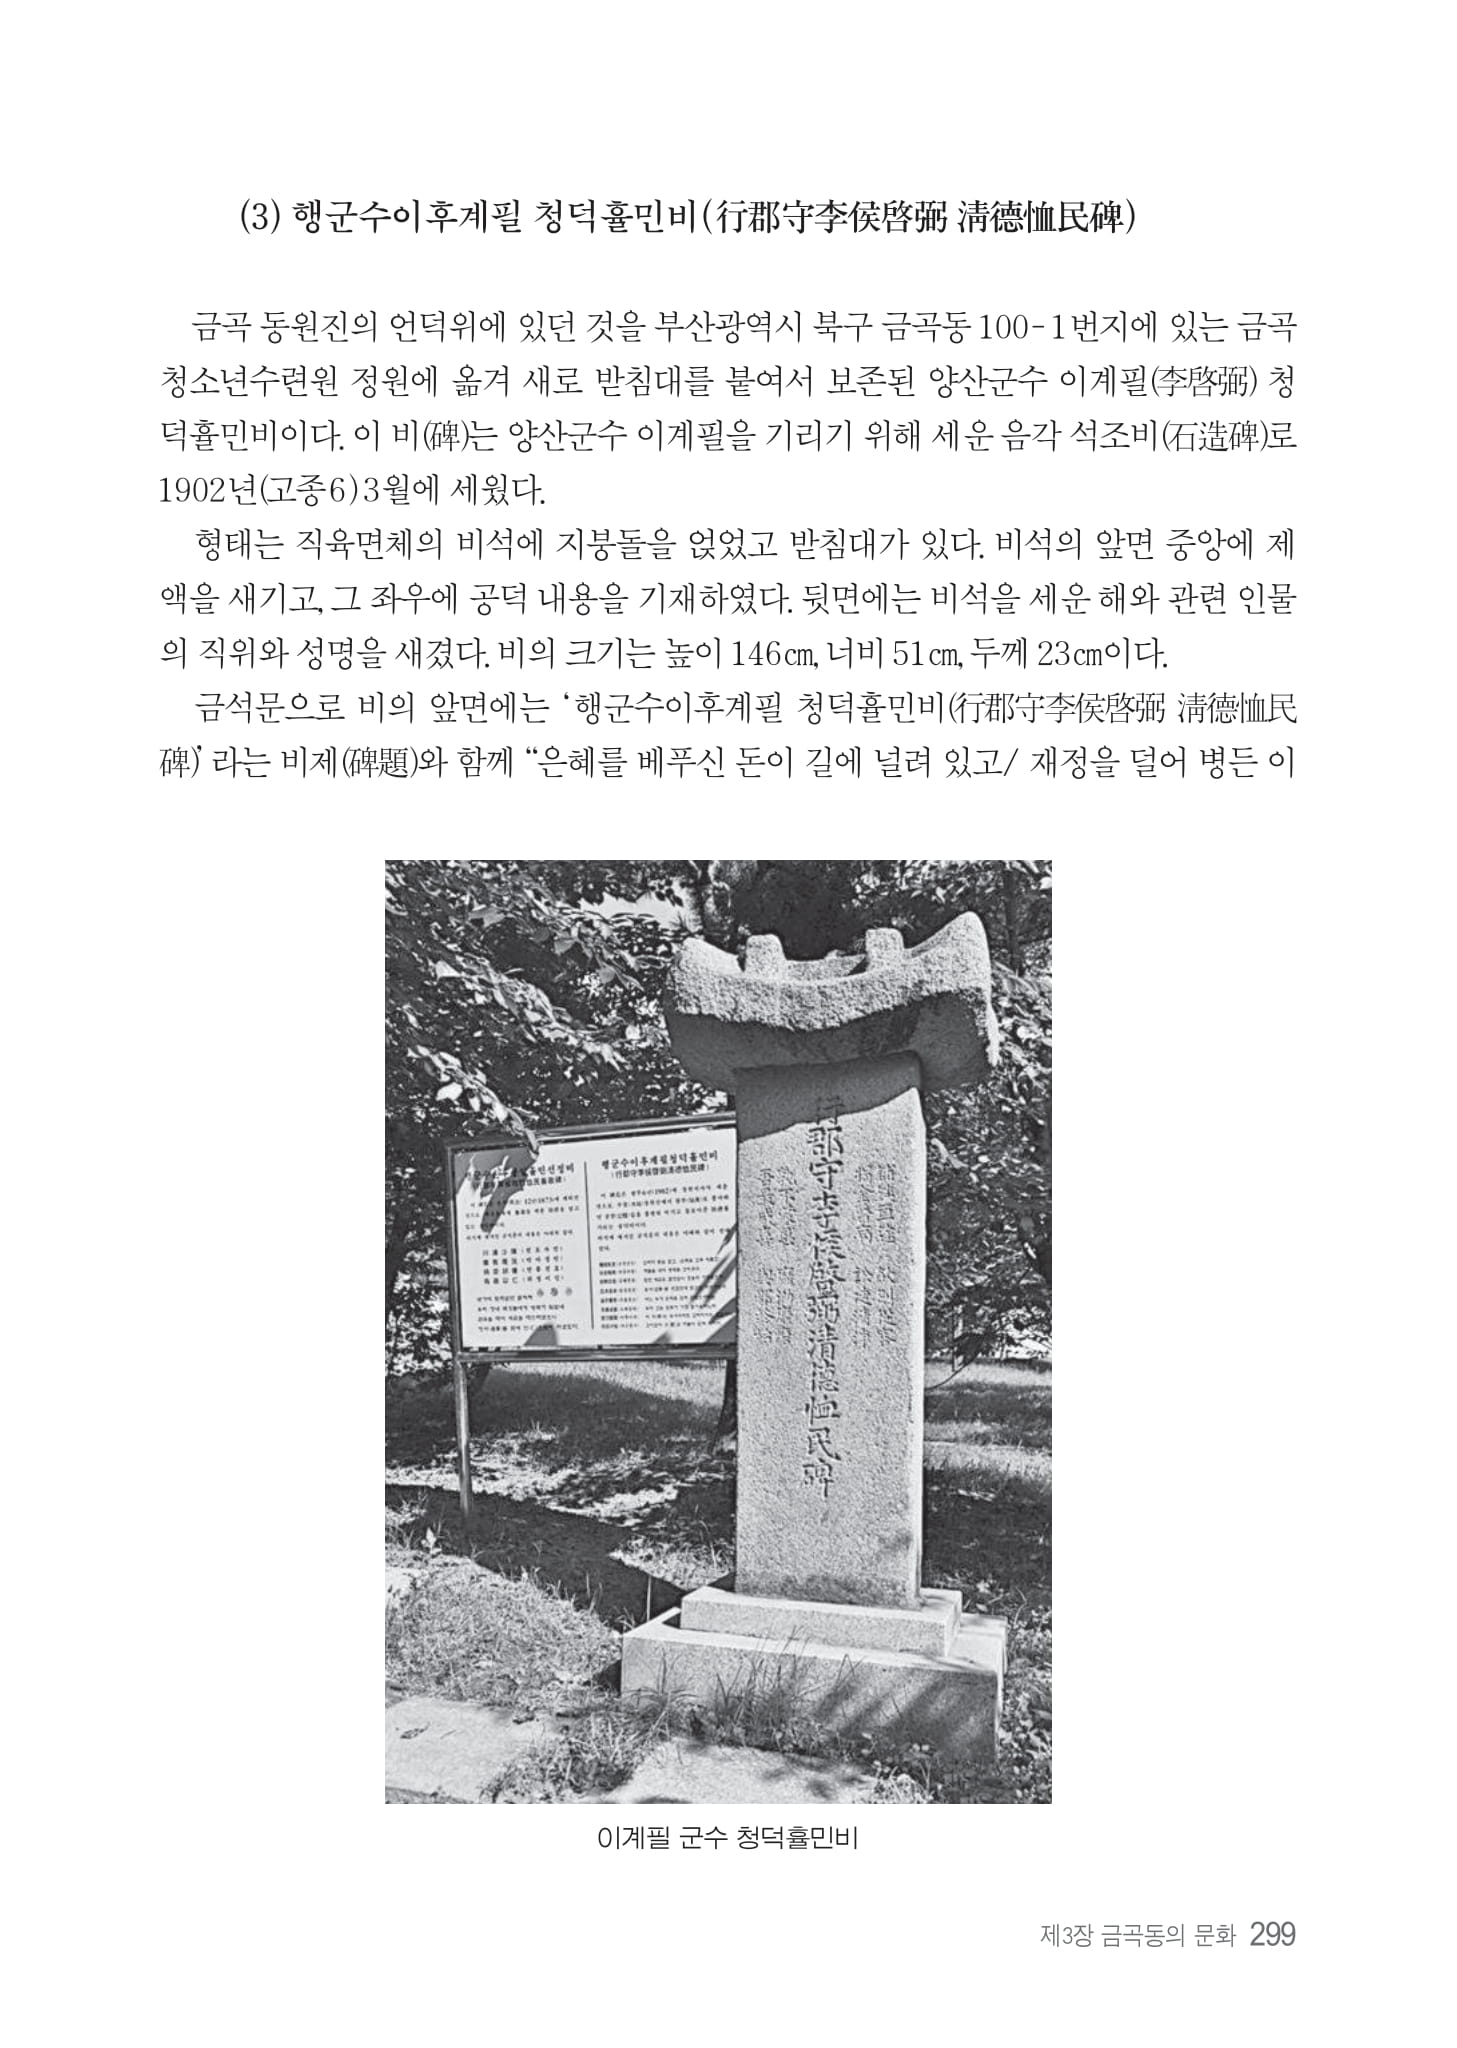 (3) 행군수이후계필 청덕휼민비(行郡守李侯啓弼 淸德恤民碑)
금곡 동원진의 언덕위에 있던 것을 부산광역시 북구 금곡동 100-1번지에 있는 금곡
청소년수련원 정원에 옮겨 새로 받침대를 붙여서 보존된 양산군수 이계필(李啓弼) 청
덕휼민비이다. 이 비(碑)는 양산군수 이계필을 기리기 위해 세운 음각 석조비(石造碑)로
1902년(고종6) 3월에 세웠다.
형태는 직육면체의 비석에 지붕돌을 얹었고 받침대가 있다. 비석의 앞면 중앙에 제
액을 새기고, 그 좌우에 공덕 내용을 기재하였다. 뒷면에는 비석을 세운 해와 관련 인물
의 직위와 성명을 새겼다. 비의 크기는 높이 146㎝, 너비 51㎝, 두께 23㎝이다.
금석문으로 비의 앞면에는 ‘행군수이후계필 청덕휼민비(行郡守李侯啓弼 淸德恤民
碑)’라는 비제(碑題)와 함께 “은혜를 베푸신 돈이 길에 널려 있고/ 재정을 덜어 병든 이
행군수이후계필청덕휼민비
行郡守李侯啓弼清德恤民碑
이계필 군수 청덕휼민비
제3장 금곡동의 문화 299